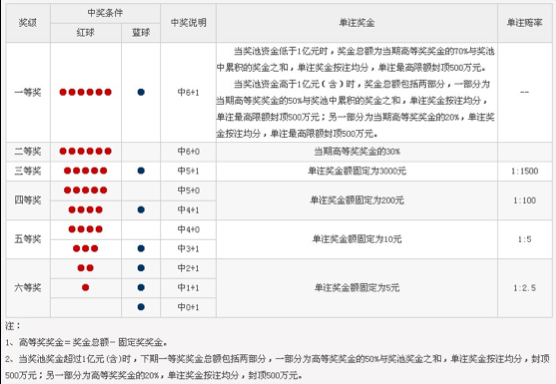 奖级 中奖条件 中奖说明 单注奖金 单注赔率
红球 蓝球
一等奖 中6+1 --
当奖池资金低于1亿元时，奖金总额为当期高等奖奖金的70%与奖池
中累积的奖金之和，单注奖金按注均分，单注最高限额封顶500万元。
当奖池资金高于1亿元（含）时，奖金总额包括两部分，一部分为
当期高等奖奖金的50%与奖池中累积的奖金之和，单注奖金按注均分，
单注最高限额封顶500万元；另一部分为当期高等奖奖金的20%，单注奖
金按注均分，单注最高限额封顶500万元。
二等奖 中6+0 当期高等奖奖金的30%
三等奖 中5+1 单注奖金额固定为3000元 1:1500
四等奖 中5+0 单注奖金额固定为200元 1:100
中4+1
五等奖 中4+0 单注奖金额固定为10元 1:5
中3+1
六等奖 中2+1 单注奖金额固定为5元 1:2.5
中1+1
中0+1
注：
1、高等奖奖金＝奖金总额－固定奖奖金。
2、当奖池奖金超过1亿元(含)时，下期一等奖奖金总额包括两部分，一部分为高等奖奖金的50%与奖池奖金之和，单注奖金按注均分，封顶
500万元；另一部分为高等奖奖金的20%，单注奖金按注均分，封顶500万元。